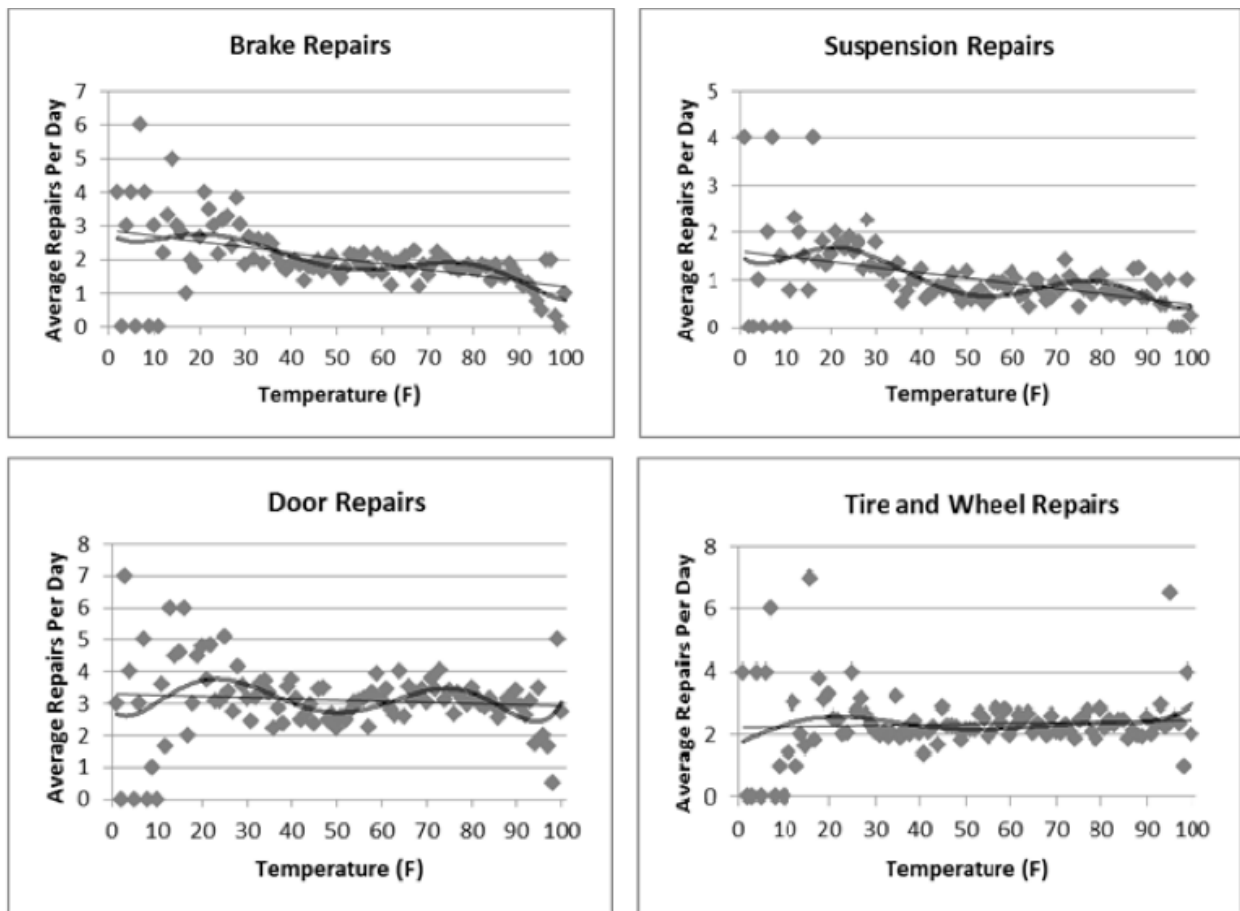 Brake Repairs
Average Repairs Per Day
7
6
5
4
3
2
1
0
0 10 20 30 40 50 60 70 80 90 100
Temperature (F)
Suspension Repairs
Average Repairs Per Day
5
4
3
2
1
0
0 10 20 30 40 50 60 70 80 90 100
Temperature (F)
Door Repairs
Average Repairs Per Day
8
7
6
5
4
3
2
1
0
0 10 20 30 40 50 60 70 80 90 100
Temperature (F)
Tire and Wheel Repairs
Average Repairs Per Day
8
6
4
2
0
0 10 20 30 40 50 60 70 80 90 100
Temperature (F)